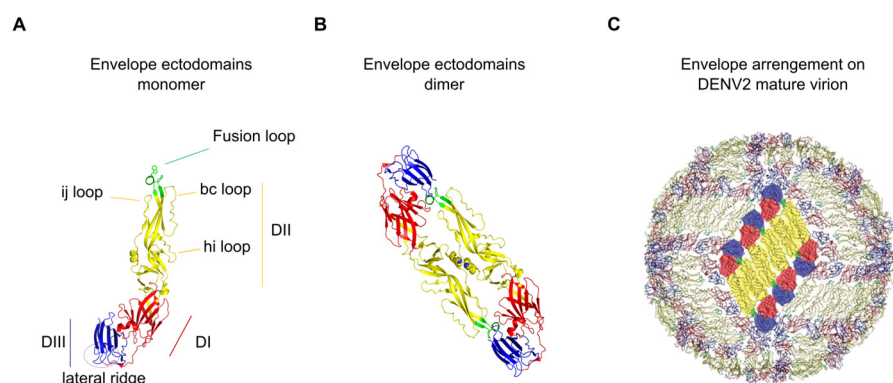 A
Envelope ectodomains
monomer
Fusion loop
ij loop
bc loop
hi loop
DII
DIII
DI
lateral ridge
B
Envelope ectodomains
dimer
C
Envelope arrengement on
DENV2 mature virion